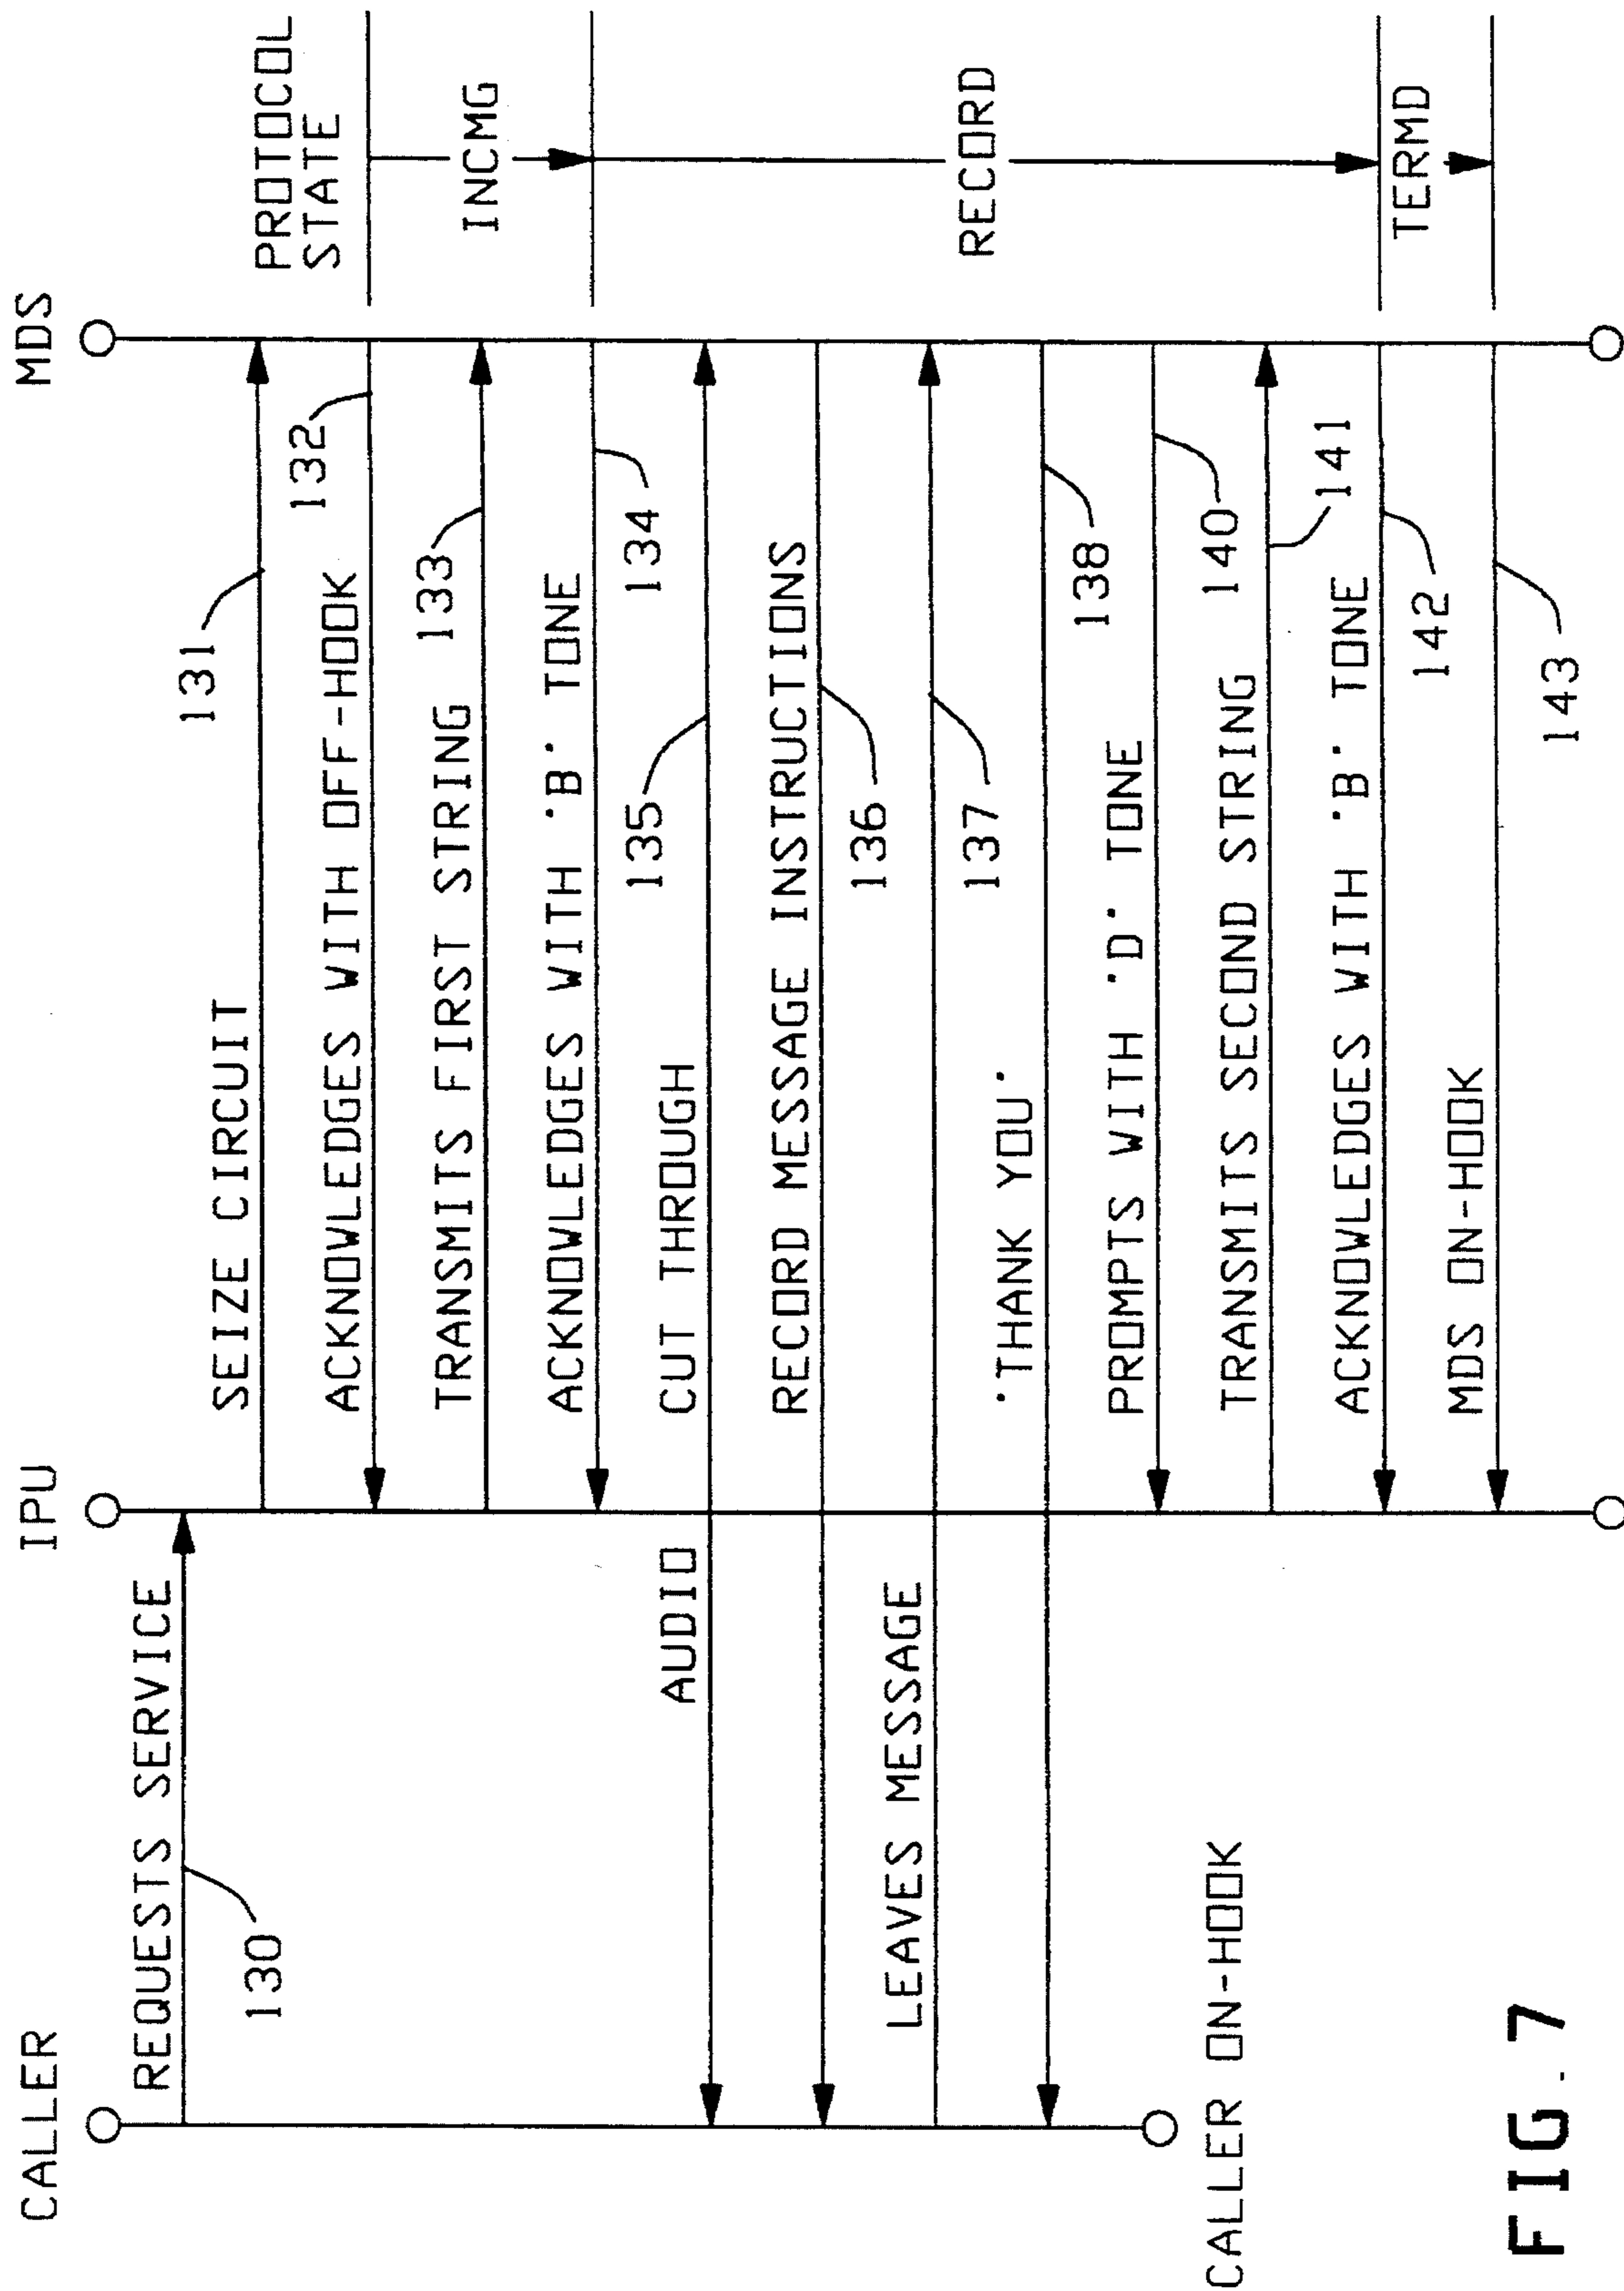 CALLER
IPU
MDS
PROTOCOL
STATE
REQUESTS SERVICE
130
SEIZE CIRCUIT
131
ACKNOWLEDGES WITH OFF-HOOK
132
INCMG
TRANSMITS FIRST STRING
133
ACKNOWLEDGES WITH 'B' TONE
134
AUDIO
CUT THROUGH
135
RECORD MESSAGE INSTRUCTIONS
136
LEAVES MESSAGE
137
RECORD
'THANK YOU'
138
PROMPTS WITH 'D' TONE
140
CALLER ON-HOOK
TRANSMITS SECOND STRING
141
ACKNOWLEDGES WITH 'B' TONE
142
TERMD
MDS ON-HOOK
143
FIG. 7